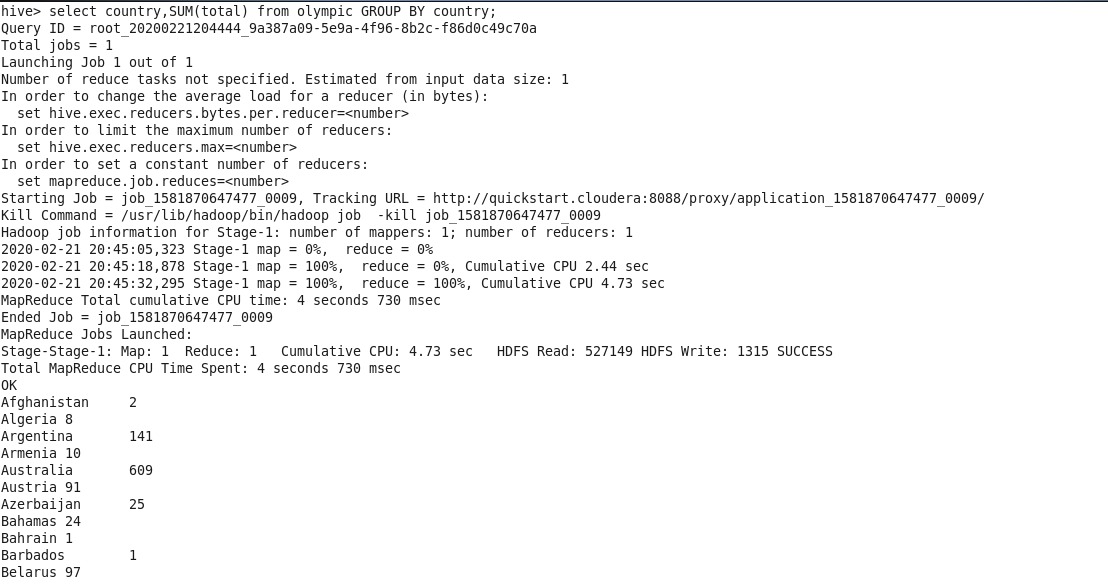 hive> select country,SUM(total) from olympic GROUP BY country;
Query ID = root_20200221204444_9a387a09-5e9a-4f96-8b2c-f86d0c49c70a
Total jobs = 1
Launching Job 1 out of 1
Number of reduce tasks not specified. Estimated from input data size: 1
In order to change the average load for a reducer (in bytes):
  set hive.exec.reducers.bytes.per.reducer=<number>
In order to limit the maximum number of reducers:
  set hive.exec.reducers.max=<number>
In order to set a constant number of reducers:
  set mapreduce.job.reduces=<number>
Starting Job = job_1581870647477_0009, Tracking URL = http://quickstart.cloudera:8088/proxy/application_1581870647477_0009/
Kill Command = /usr/lib/hadoop/bin/hadoop job  -kill job_1581870647477_0009
Hadoop job information for Stage-1: number of mappers: 1; number of reducers: 1
2020-02-21 20:45:05,323 Stage-1 map = 0%,  reduce = 0%
2020-02-21 20:45:18,878 Stage-1 map = 100%,  reduce = 0%, Cumulative CPU 2.44 sec
2020-02-21 20:45:32,295 Stage-1 map = 100%,  reduce = 100%, Cumulative CPU 4.73 sec
MapReduce Total cumulative CPU time: 4 seconds 730 msec
Ended Job = job_1581870647477_0009
MapReduce Jobs Launched:
Stage-Stage-1: Map: 1  Reduce: 1   Cumulative CPU: 4.73 sec   HDFS Read: 527149 HDFS Write: 1315 SUCCESS
Total MapReduce CPU Time Spent: 4 seconds 730 msec
OK
Afghanistan     2
Algeria 8
Argentina       141
Armenia 10
Australia       609
Austria 91
Azerbaijan      25
Bahamas 24
Bahrain 1
Barbados        1
Belarus 97